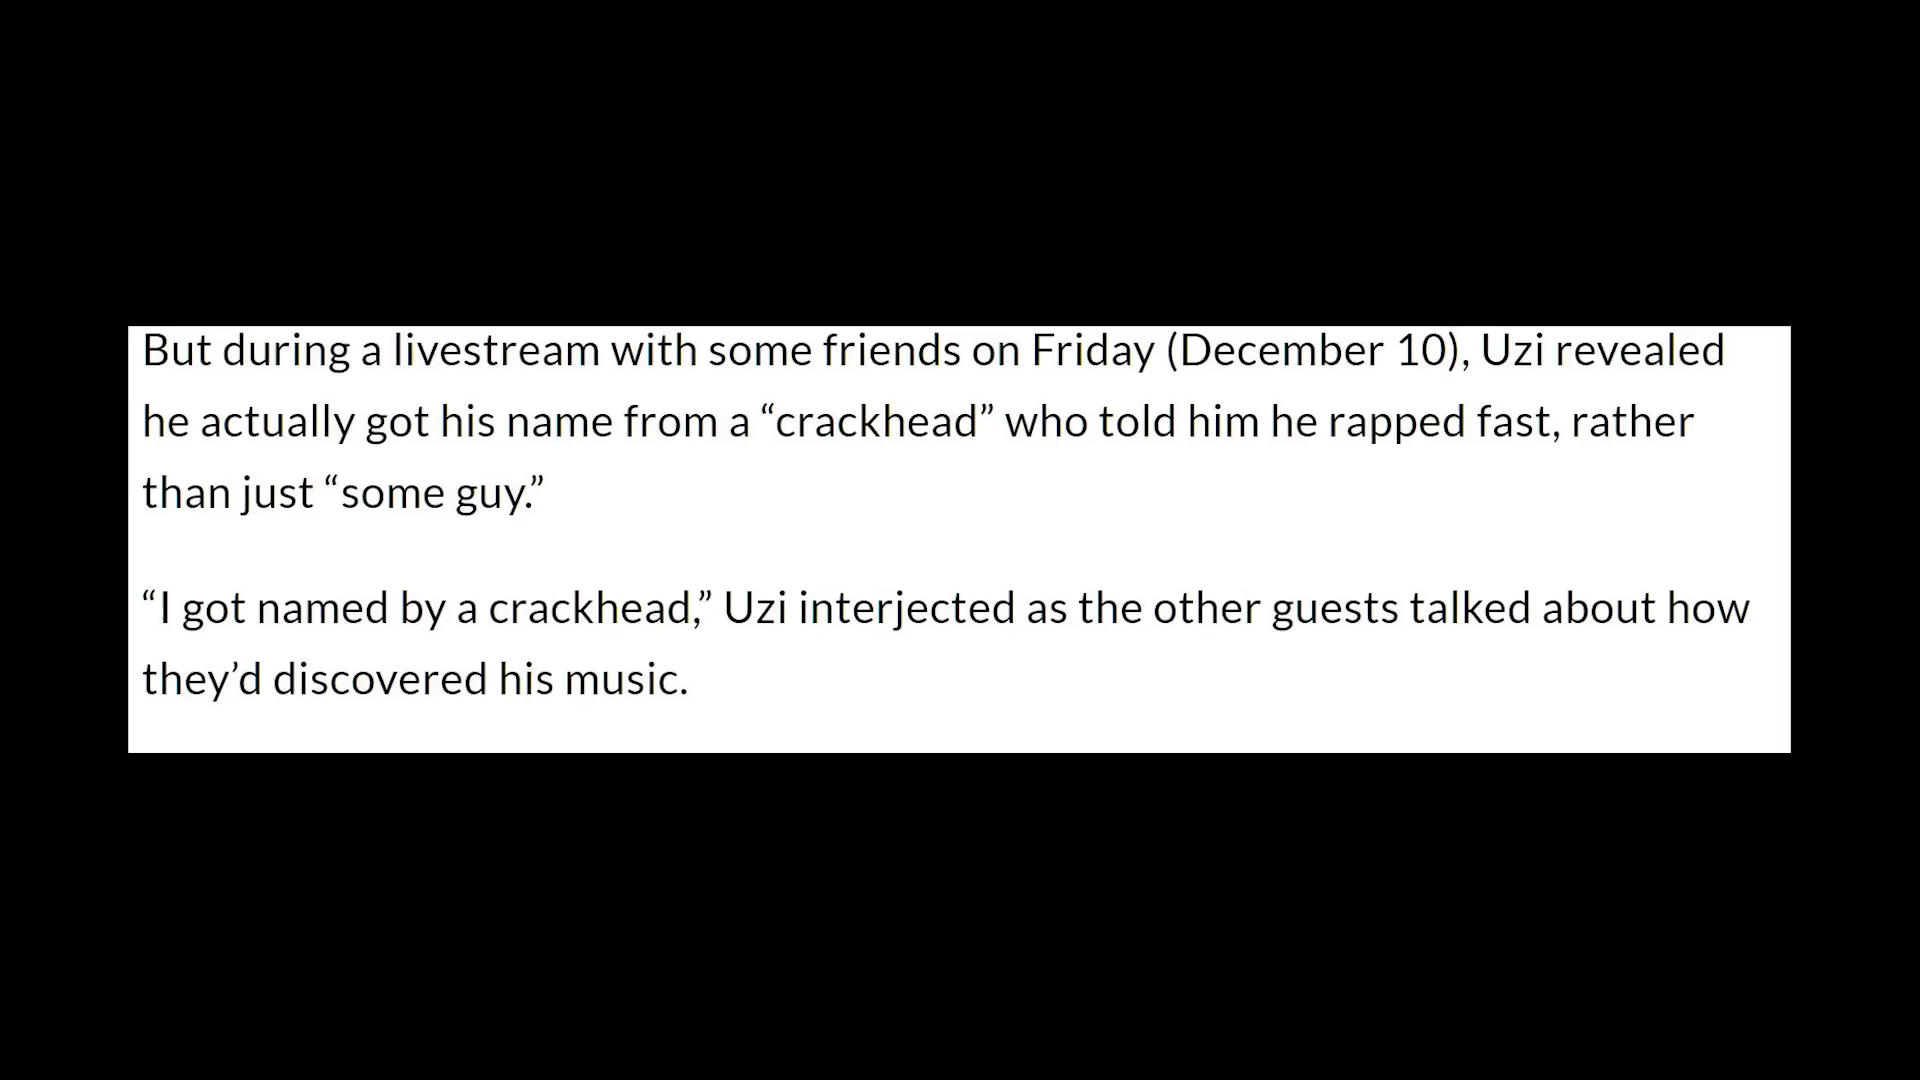 But during a livestream with some friends on Friday (December 10), Uzi revealed
he actually got his name from a “crackhead” who told him he rapped fast, rather
than just “some guy.”
“I got named by a crackhead,” Uzi interjected as the other guests talked about how
they’d discovered his music.